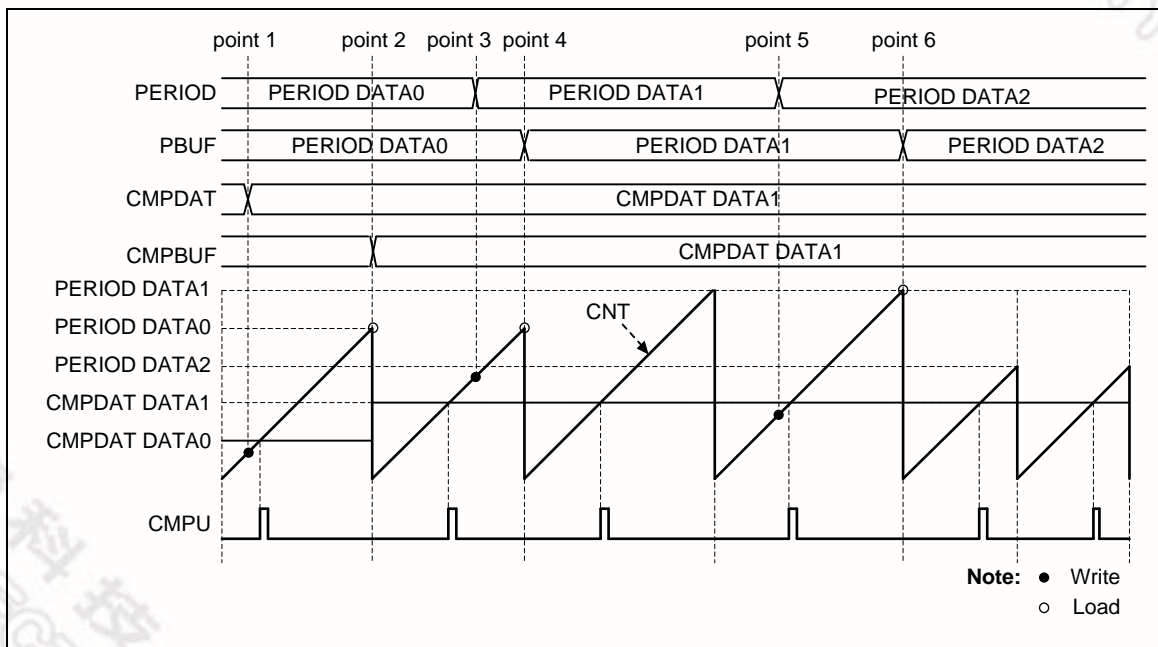 point 1 point 2 point 3 point 4 point 5 point 6
PERIOD PERIOD DATA0 PERIOD DATA1 PERIOD DATA2
PBUF PERIOD DATA0 PERIOD DATA1 PERIOD DATA2
CMPDAT CMPDAT DATA1
CMPBUF CMPDAT DATA1
PERIOD DATA1
CNT
PERIOD DATA0
PERIOD DATA2
CMPDAT DATA1
CMPDAT DATA0
CMPU
Note: ● Write
○ Load
科技